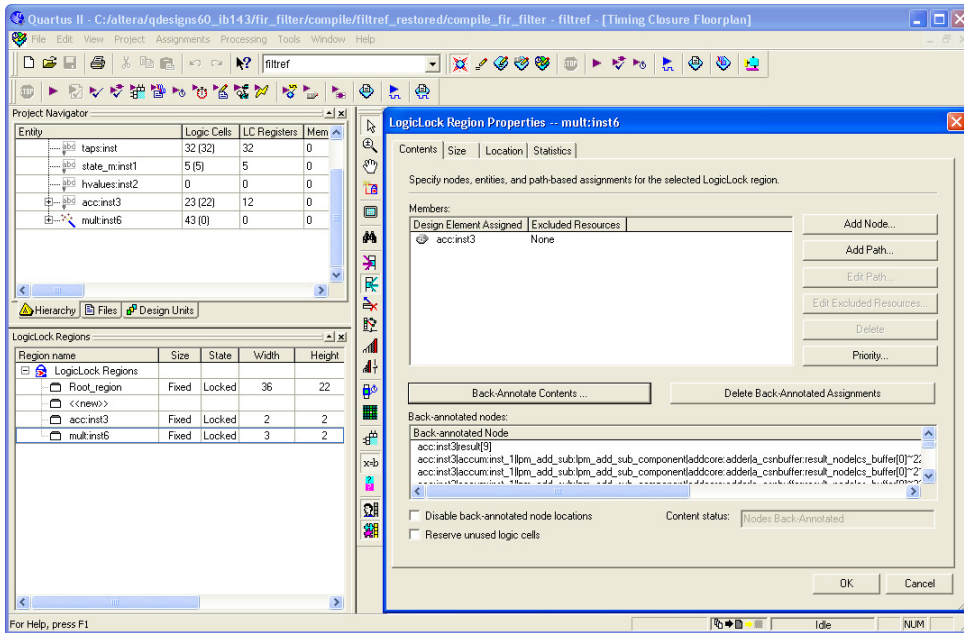 Quartus II - C:/altera/qdesigns60_ib143/fir_filter/compile/filtref_restored/compile_fir_filter - filtref - [Timing Closure Floorplan]
File Edit View Project Assignments Processing Tools Window Help
filtref
Project Navigator
Entity Logic Cells LC Registers Mem
abd taps:inst 32 (32) 32 0
abd state_m:inst1 5 (5) 5 0
abd hvalues:inst2 0 0 0
abd acc:inst3 23 (22) 12 0
mult:inst6 43 (0) 0 0
Hierarchy Files Design Units
LogicLock Regions
Region name Size State Width Height
LogicLock Regions
Root_region Fixed Locked 36 22
<<new>>
acc:inst3 Fixed Locked 2 2
mult:inst6 Fixed Locked 3 2
For Help, press F1
LogicLock Region Properties -- mult:inst6
Contents Size Location Statistics
Specify nodes, entities, and path-based assignments for the selected LogicLock region.
Members:
Design Element Assigned Excluded Resources
acc:inst3 None
Add Node...
Add Path...
Edit Path...
Edit Excluded Resources...
Delete
Priority...
Back-Annotate Contents ... Delete Back-Annotated Assignments
Back-annotated nodes:
Back-annotated Node
acc:inst3|result[9]
acc:inst3|accum:inst_1|lpm_add_sub:lpm_add_sub_component|addcore:adder|a_csnbuffer:result_node|cs_buffer[0]~22
acc:inst3|accum:inst_1|lpm_add_sub:lpm_add_sub_component|addcore:adder|a_csnbuffer:result_node|cs_buffer[0]~21
Disable back-annotated node locations Content status: Nodes Back-Annotated
Reserve unused logic cells
OK Cancel
Idle NUM